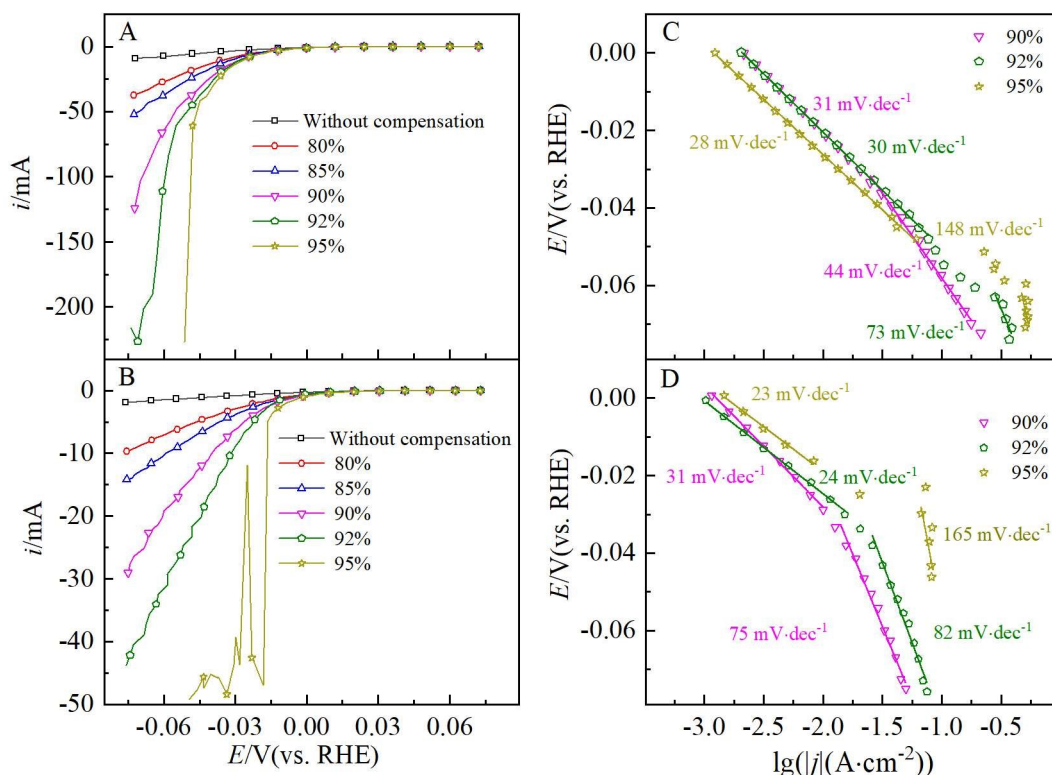 A
0
-50
-100
-150
-200
i/mA
Without compensation
80%
85%
90%
92%
95%
B
0
-10
-20
-30
-40
-50
i/mA
Without compensation
80%
85%
90%
92%
95%
-0.06
-0.03
0.00
0.03
0.06
E/V(vs. RHE)
C
0.00
-0.02
-0.04
-0.06
E/V(vs. RHE)
90%
92%
95%
31 mV·dec⁻¹
30 mV·dec⁻¹
28 mV·dec⁻¹
148 mV·dec⁻¹
44 mV·dec⁻¹
73 mV·dec⁻¹
D
0.00
-0.02
-0.04
-0.06
E/V(vs. RHE)
90%
92%
95%
23 mV·dec⁻¹
31 mV·dec⁻¹
24 mV·dec⁻¹
165 mV·dec⁻¹
75 mV·dec⁻¹
82 mV·dec⁻¹
-3.0
-2.5
-2.0
-1.5
-1.0
-0.5
lg(|j|(A·cm⁻²))